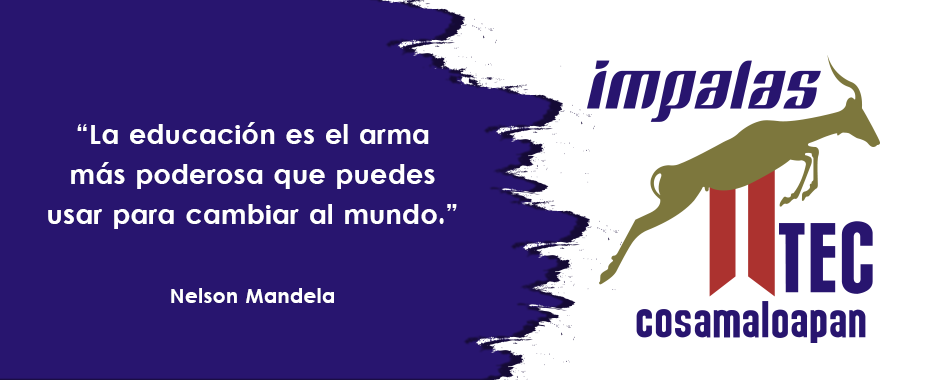 “La educación es el arma
más poderosa que puedes
usar para cambiar al mundo.”
Nelson Mandela
impalas
TEC
cosamaloapan